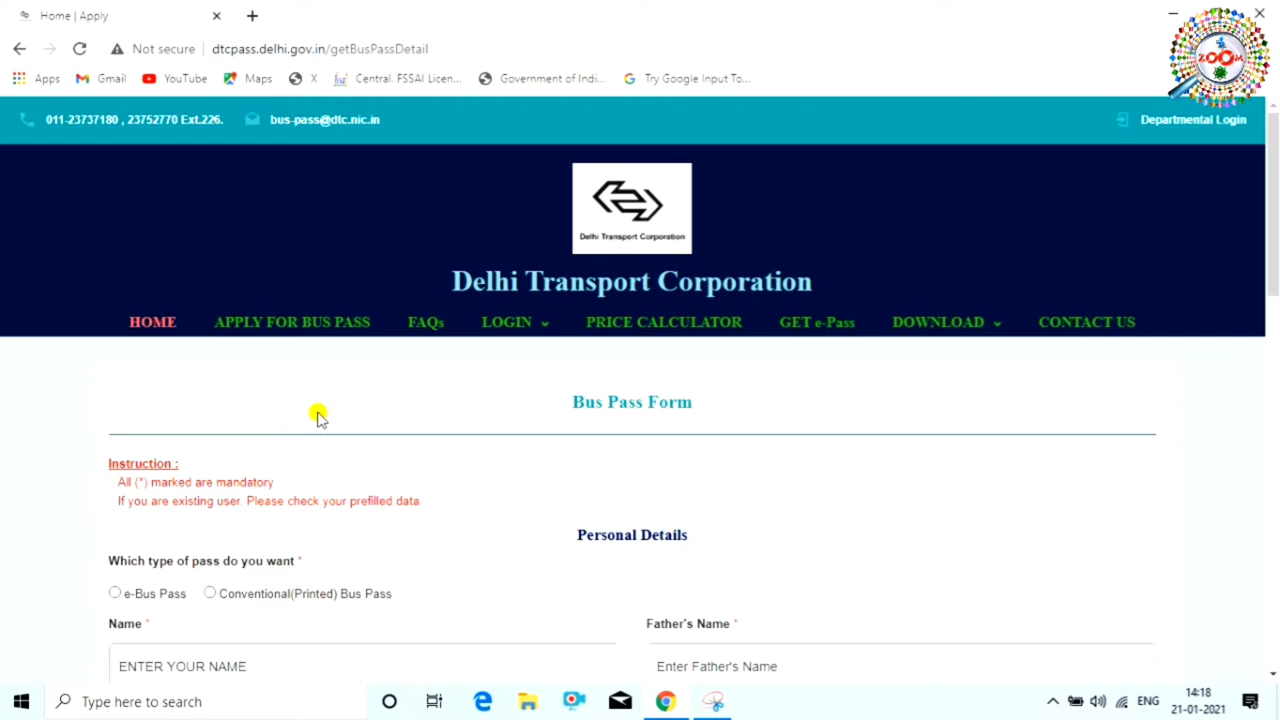 Home | Apply
Not secure dtcpass.delhi.gov.in/getBusPassDetail
Apps Gmail YouTube Maps X Central. FSSAI Licen... Government of Indi... Try Google Input To...
ZOOM
011-23737180 , 23752770 Ext.226. bus-pass@dtc.nic.in Departmental Login
Delhi Transport Corporation
Delhi Transport Corporation
HOME APPLY FOR BUS PASS FAQs LOGIN PRICE CALCULATOR GET e-Pass DOWNLOAD CONTACT US
Bus Pass Form
Instruction :
All (*) marked are mandatory
If you are existing user. Please check your prefilled data
Personal Details
Which type of pass do you want *
e-Bus Pass Conventional(Printed) Bus Pass
Name * Father's Name *
ENTER YOUR NAME Enter Father's Name
Type here to search ENG 14:18
21-01-2021